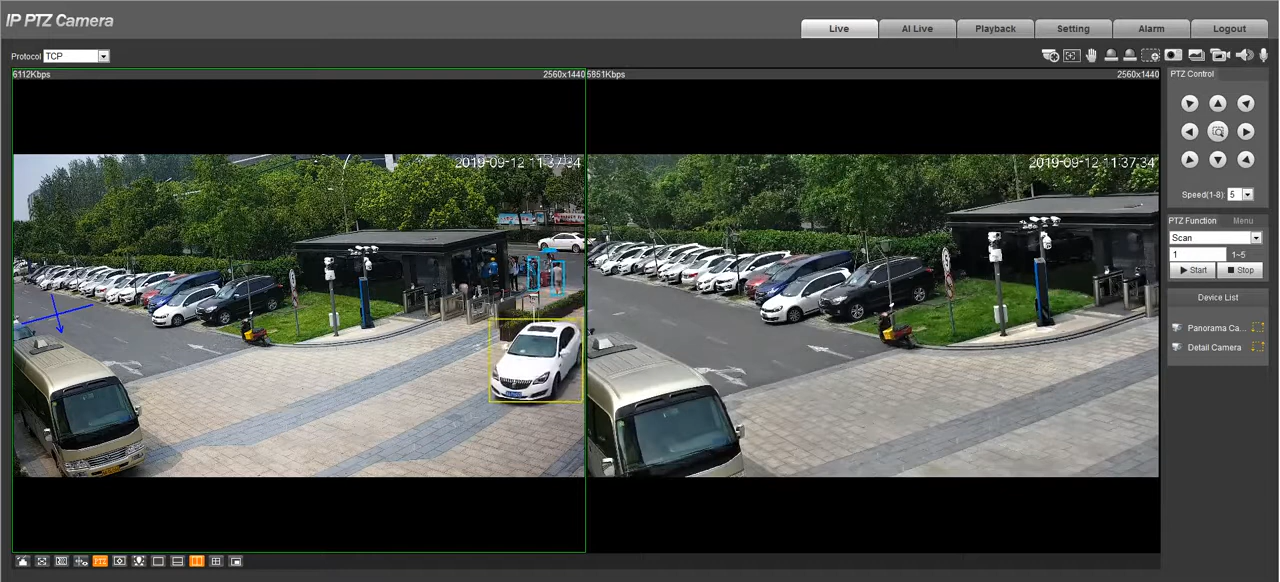 IP PTZ Camera
Live
AI Live
Playback
Setting
Alarm
Logout
Protocol TCP
6112Kbps
2560x1440
5851Kbps
2560x1440
PTZ Control
2019-09-12 11:37:34
2019-09-12 11:37:34
Speed(1-8): 5
PTZ Function
Menu
Scan
1
1~5
Start
Stop
Device List
Panorama Ca...
Detail Camera
PTZ